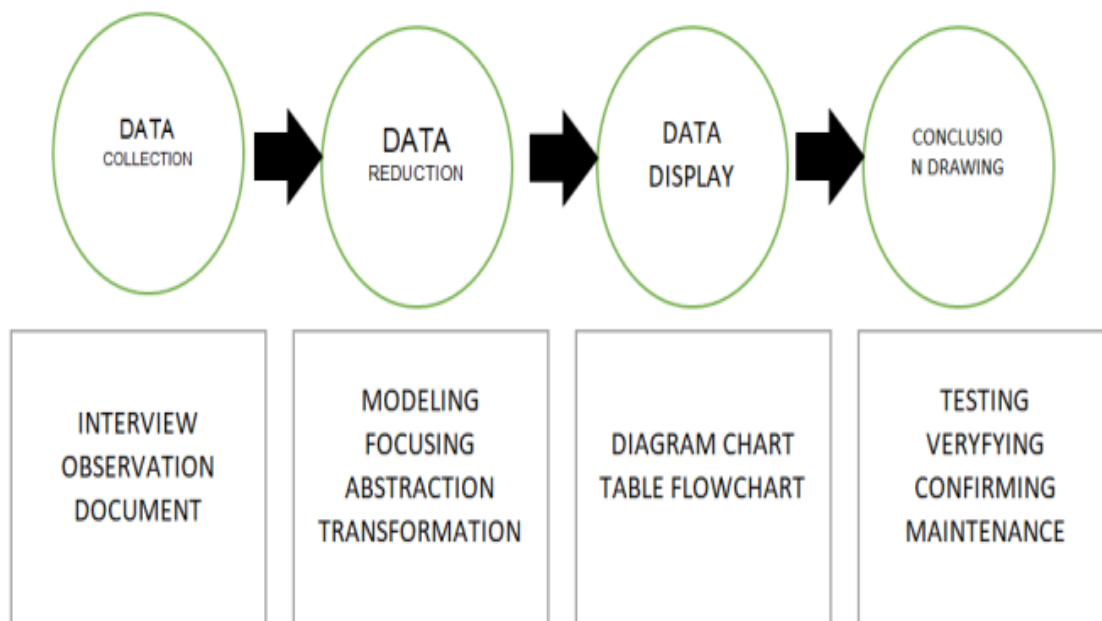 DATA
COLLECTION
DATA
REDUCTION
DATA
DISPLAY
CONCLUSIO
N DRAWING
INTERVIEW
OBSERVATION
DOCUMENT
MODELING
FOCUSING
ABSTRACTION
TRANSFORMATION
DIAGRAM CHART
TABLE FLOWCHART
TESTING
VERYFYING
CONFIRMING
MAINTENANCE